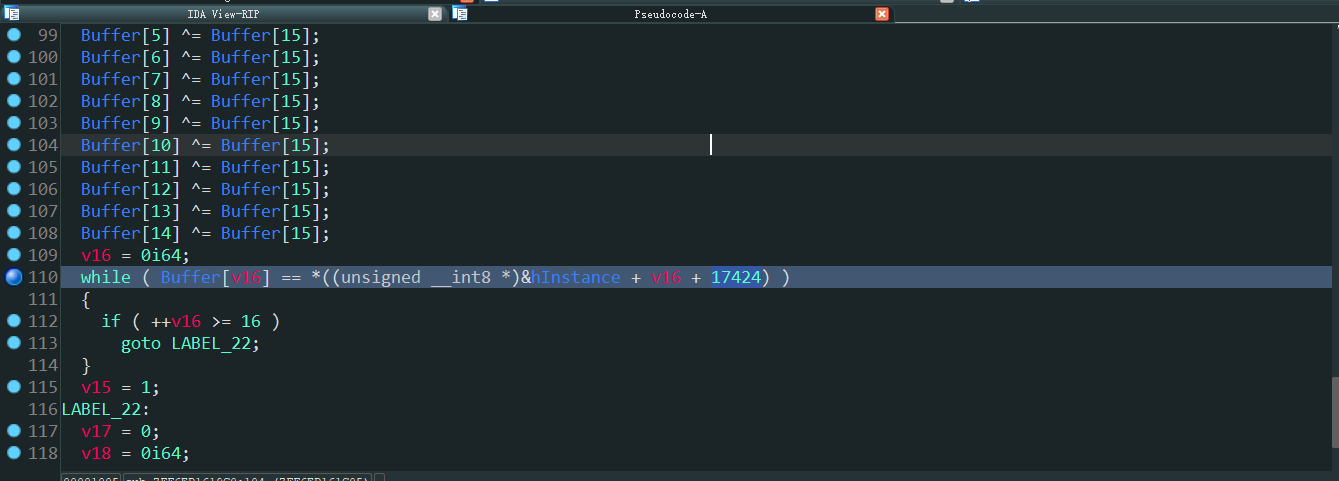 IDA View-RIP Pseudocode-A
99 Buffer[5] ^= Buffer[15];
100 Buffer[6] ^= Buffer[15];
101 Buffer[7] ^= Buffer[15];
102 Buffer[8] ^= Buffer[15];
103 Buffer[9] ^= Buffer[15];
104 Buffer[10] ^= Buffer[15];
105 Buffer[11] ^= Buffer[15];
106 Buffer[12] ^= Buffer[15];
107 Buffer[13] ^= Buffer[15];
108 Buffer[14] ^= Buffer[15];
109 v16 = 0i64;
110 while ( Buffer[v16] == *((unsigned __int8 *)&hInstance + v16 + 17424) )
111 {
112 if ( ++v16 >= 16 )
113 goto LABEL_22;
114 }
115 v15 = 1;
116 LABEL_22:
117 v17 = 0;
118 v18 = 0i64;